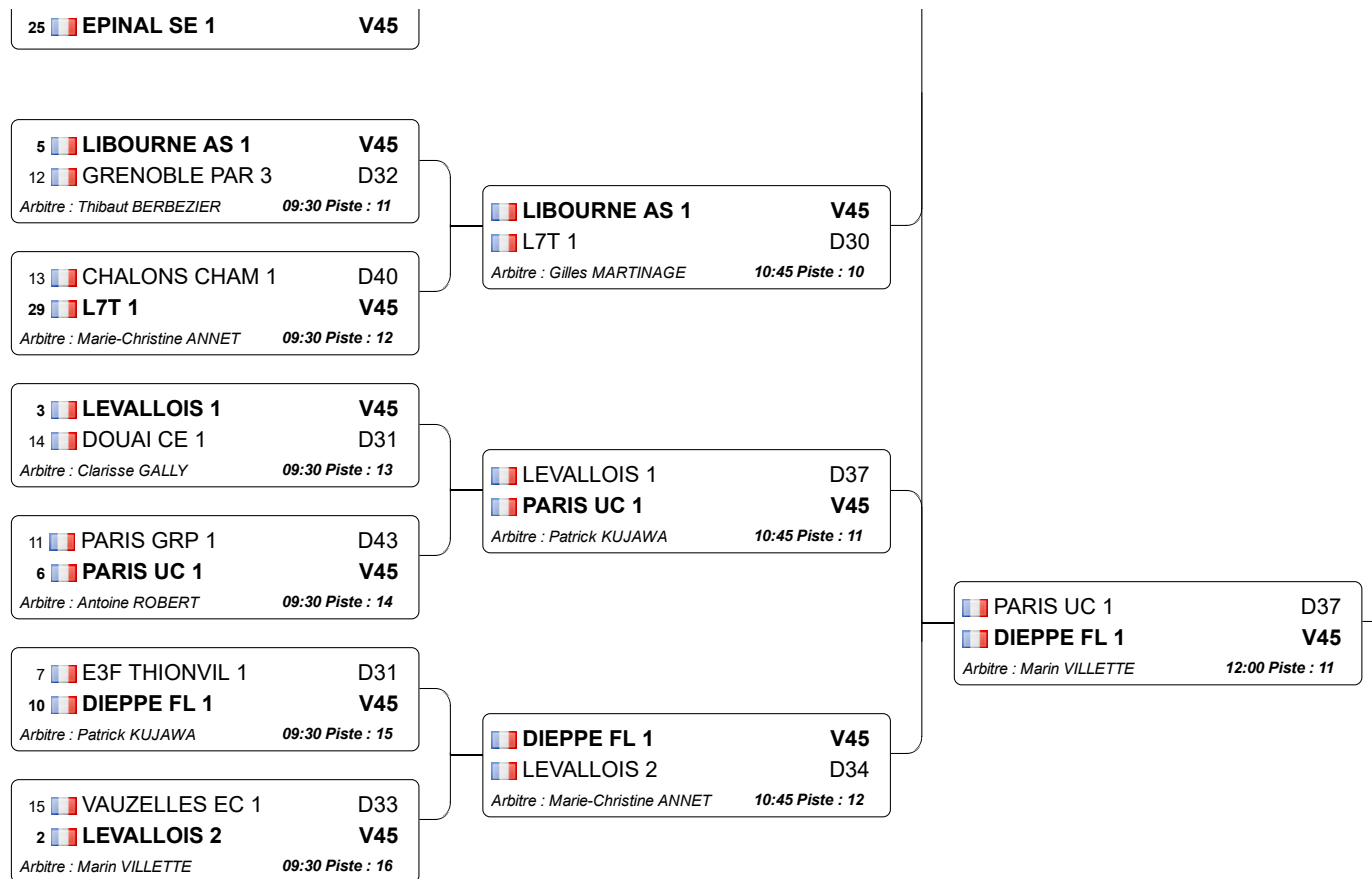 25 EPINAL SE 1 V45
5 LIBOURNE AS 1 V45
12 GRENOBLE PAR 3 D32
Arbitre : Thibaut BERBEZIER 09:30 Piste : 11
13 CHALONS CHAM 1 D40
29 L7T 1 V45
Arbitre : Marie-Christine ANNET 09:30 Piste : 12
3 LEVALLOIS 1 V45
14 DOUAI CE 1 D31
Arbitre : Clarisse GALLY 09:30 Piste : 13
11 PARIS GRP 1 D43
6 PARIS UC 1 V45
Arbitre : Antoine ROBERT 09:30 Piste : 14
7 E3F THIONVIL 1 D31
10 DIEPPE FL 1 V45
Arbitre : Patrick KUJAWA 09:30 Piste : 15
15 VAUZELLES EC 1 D33
2 LEVALLOIS 2 V45
Arbitre : Marin VILLETTE 09:30 Piste : 16
LIBOURNE AS 1 V45
L7T 1 D30
Arbitre : Gilles MARTINAGE 10:45 Piste : 10
LEVALLOIS 1 D37
PARIS UC 1 V45
Arbitre : Patrick KUJAWA 10:45 Piste : 11
DIEPPE FL 1 V45
LEVALLOIS 2 D34
Arbitre : Marie-Christine ANNET 10:45 Piste : 12
PARIS UC 1 D37
DIEPPE FL 1 V45
Arbitre : Marin VILLETTE 12:00 Piste : 11